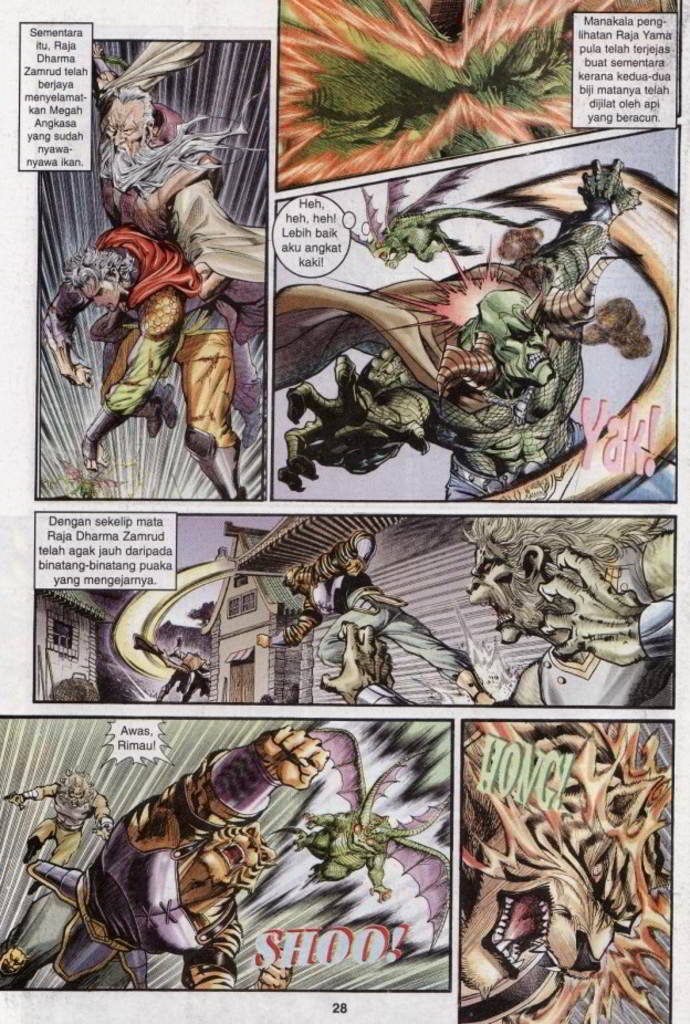 Sementara
itu, Raja
Dharma
Zamrud telah
berjaya
menyelamat-
kan Megah
Angkasa
yang sudah
nyawa-
nyawa ikan.
Manakala peng-
lihatan Raja Yama
pula telah terjejas
buat sementara
kerana kedua-dua
biji matanya telah
dijilat oleh api
yang beracun.
Heh,
heh, heh!
Lebih baik
aku angkat
kaki!
Yak!
Dengan sekelip mata
Raja Dharma Zamrud
telah agak jauh daripada
binatang-binatang puaka
yang mengejarnya.
Awas,
Rimau!
SHOO!
HONG!
28